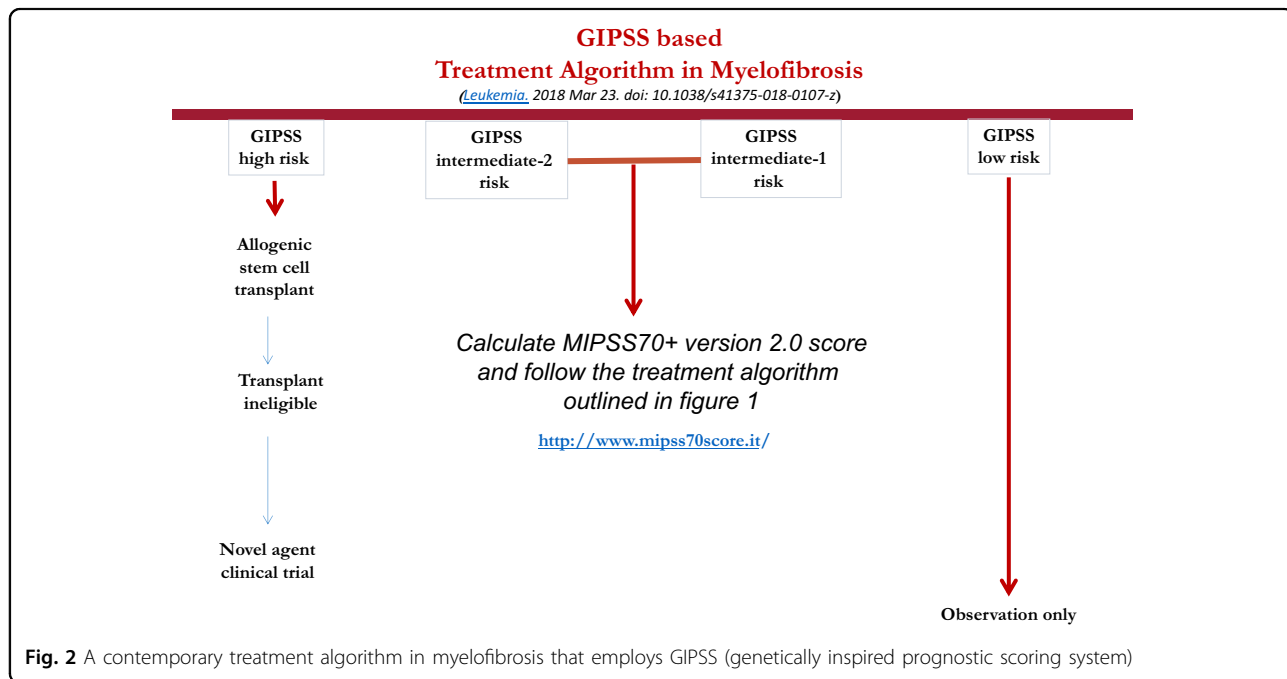 GIPSS based
Treatment Algorithm in Myelofibrosis
(Leukemia. 2018 Mar 23. doi: 10.1038/s41375-018-0107-z)
GIPSS
high risk
GIPSS
intermediate-2
risk
GIPSS
intermediate-1
risk
GIPSS
low risk
Allogenic
stem cell
transplant
Transplant
ineligible
Novel agent
clinical trial
Calculate MIPSS70+ version 2.0 score
and follow the treatment algorithm
outlined in figure 1
http://www.mipss70score.it/
Observation only
Fig. 2 A contemporary treatment algorithm in myelofibrosis that employs GIPSS (genetically inspired prognostic scoring system)